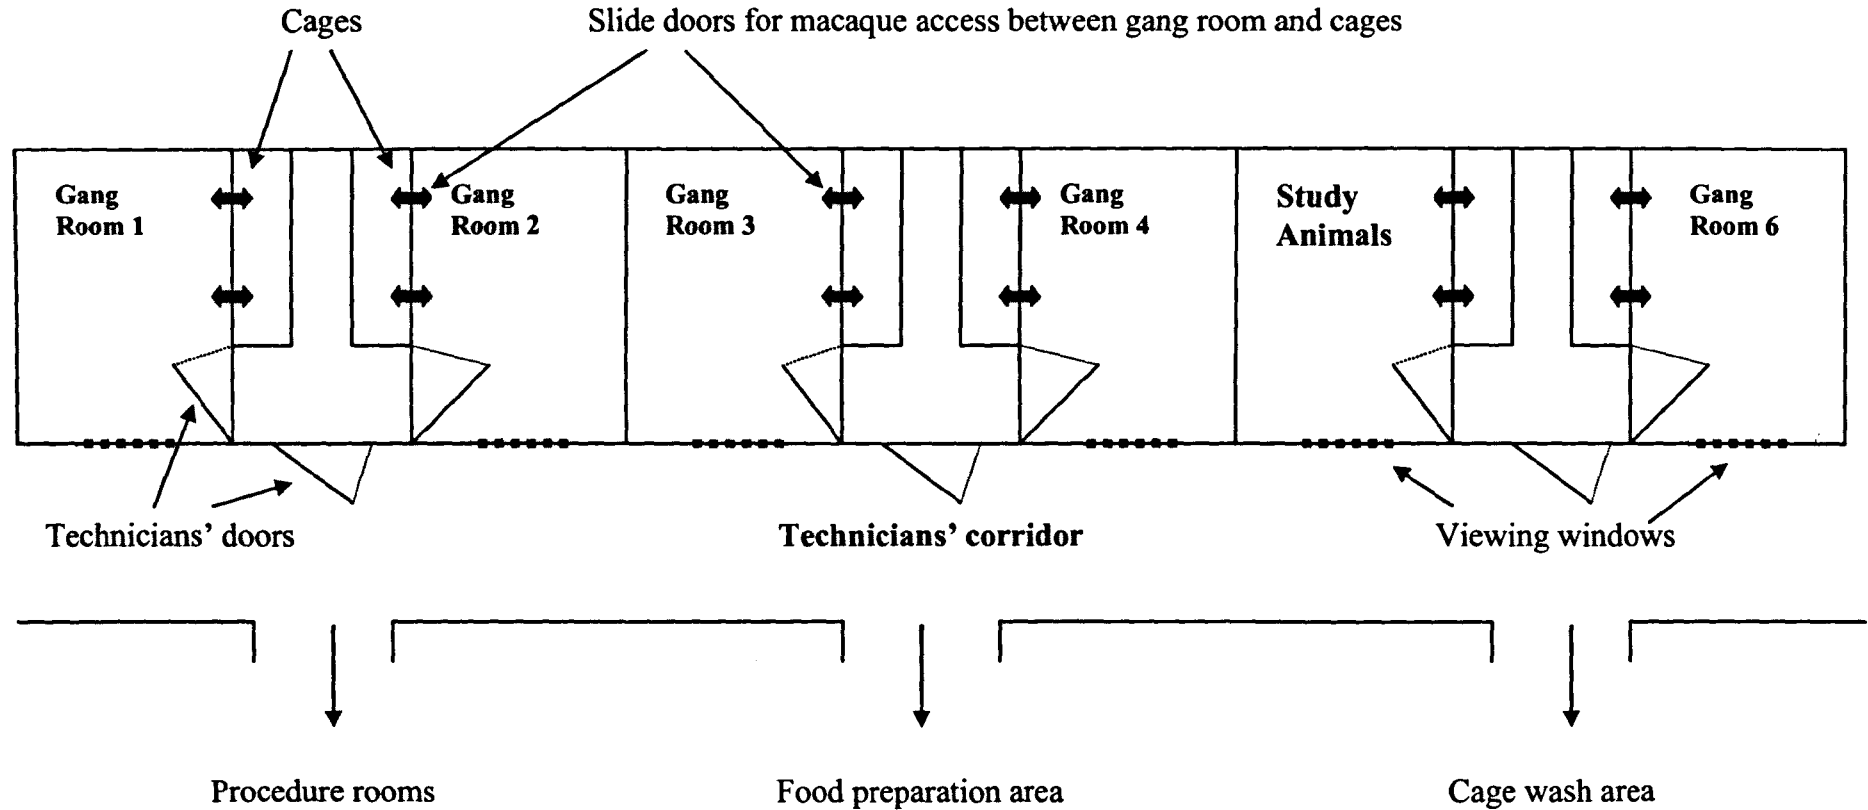 Cages
Slide doors for macaque access between gang room and cages
Gang
Room 1
Gang
Room 2
Gang
Room 3
Gang
Room 4
Study
Animals
Gang
Room 6
Technicians’ doors
Technicians’ corridor
Viewing windows
Procedure rooms
Food preparation area
Cage wash area